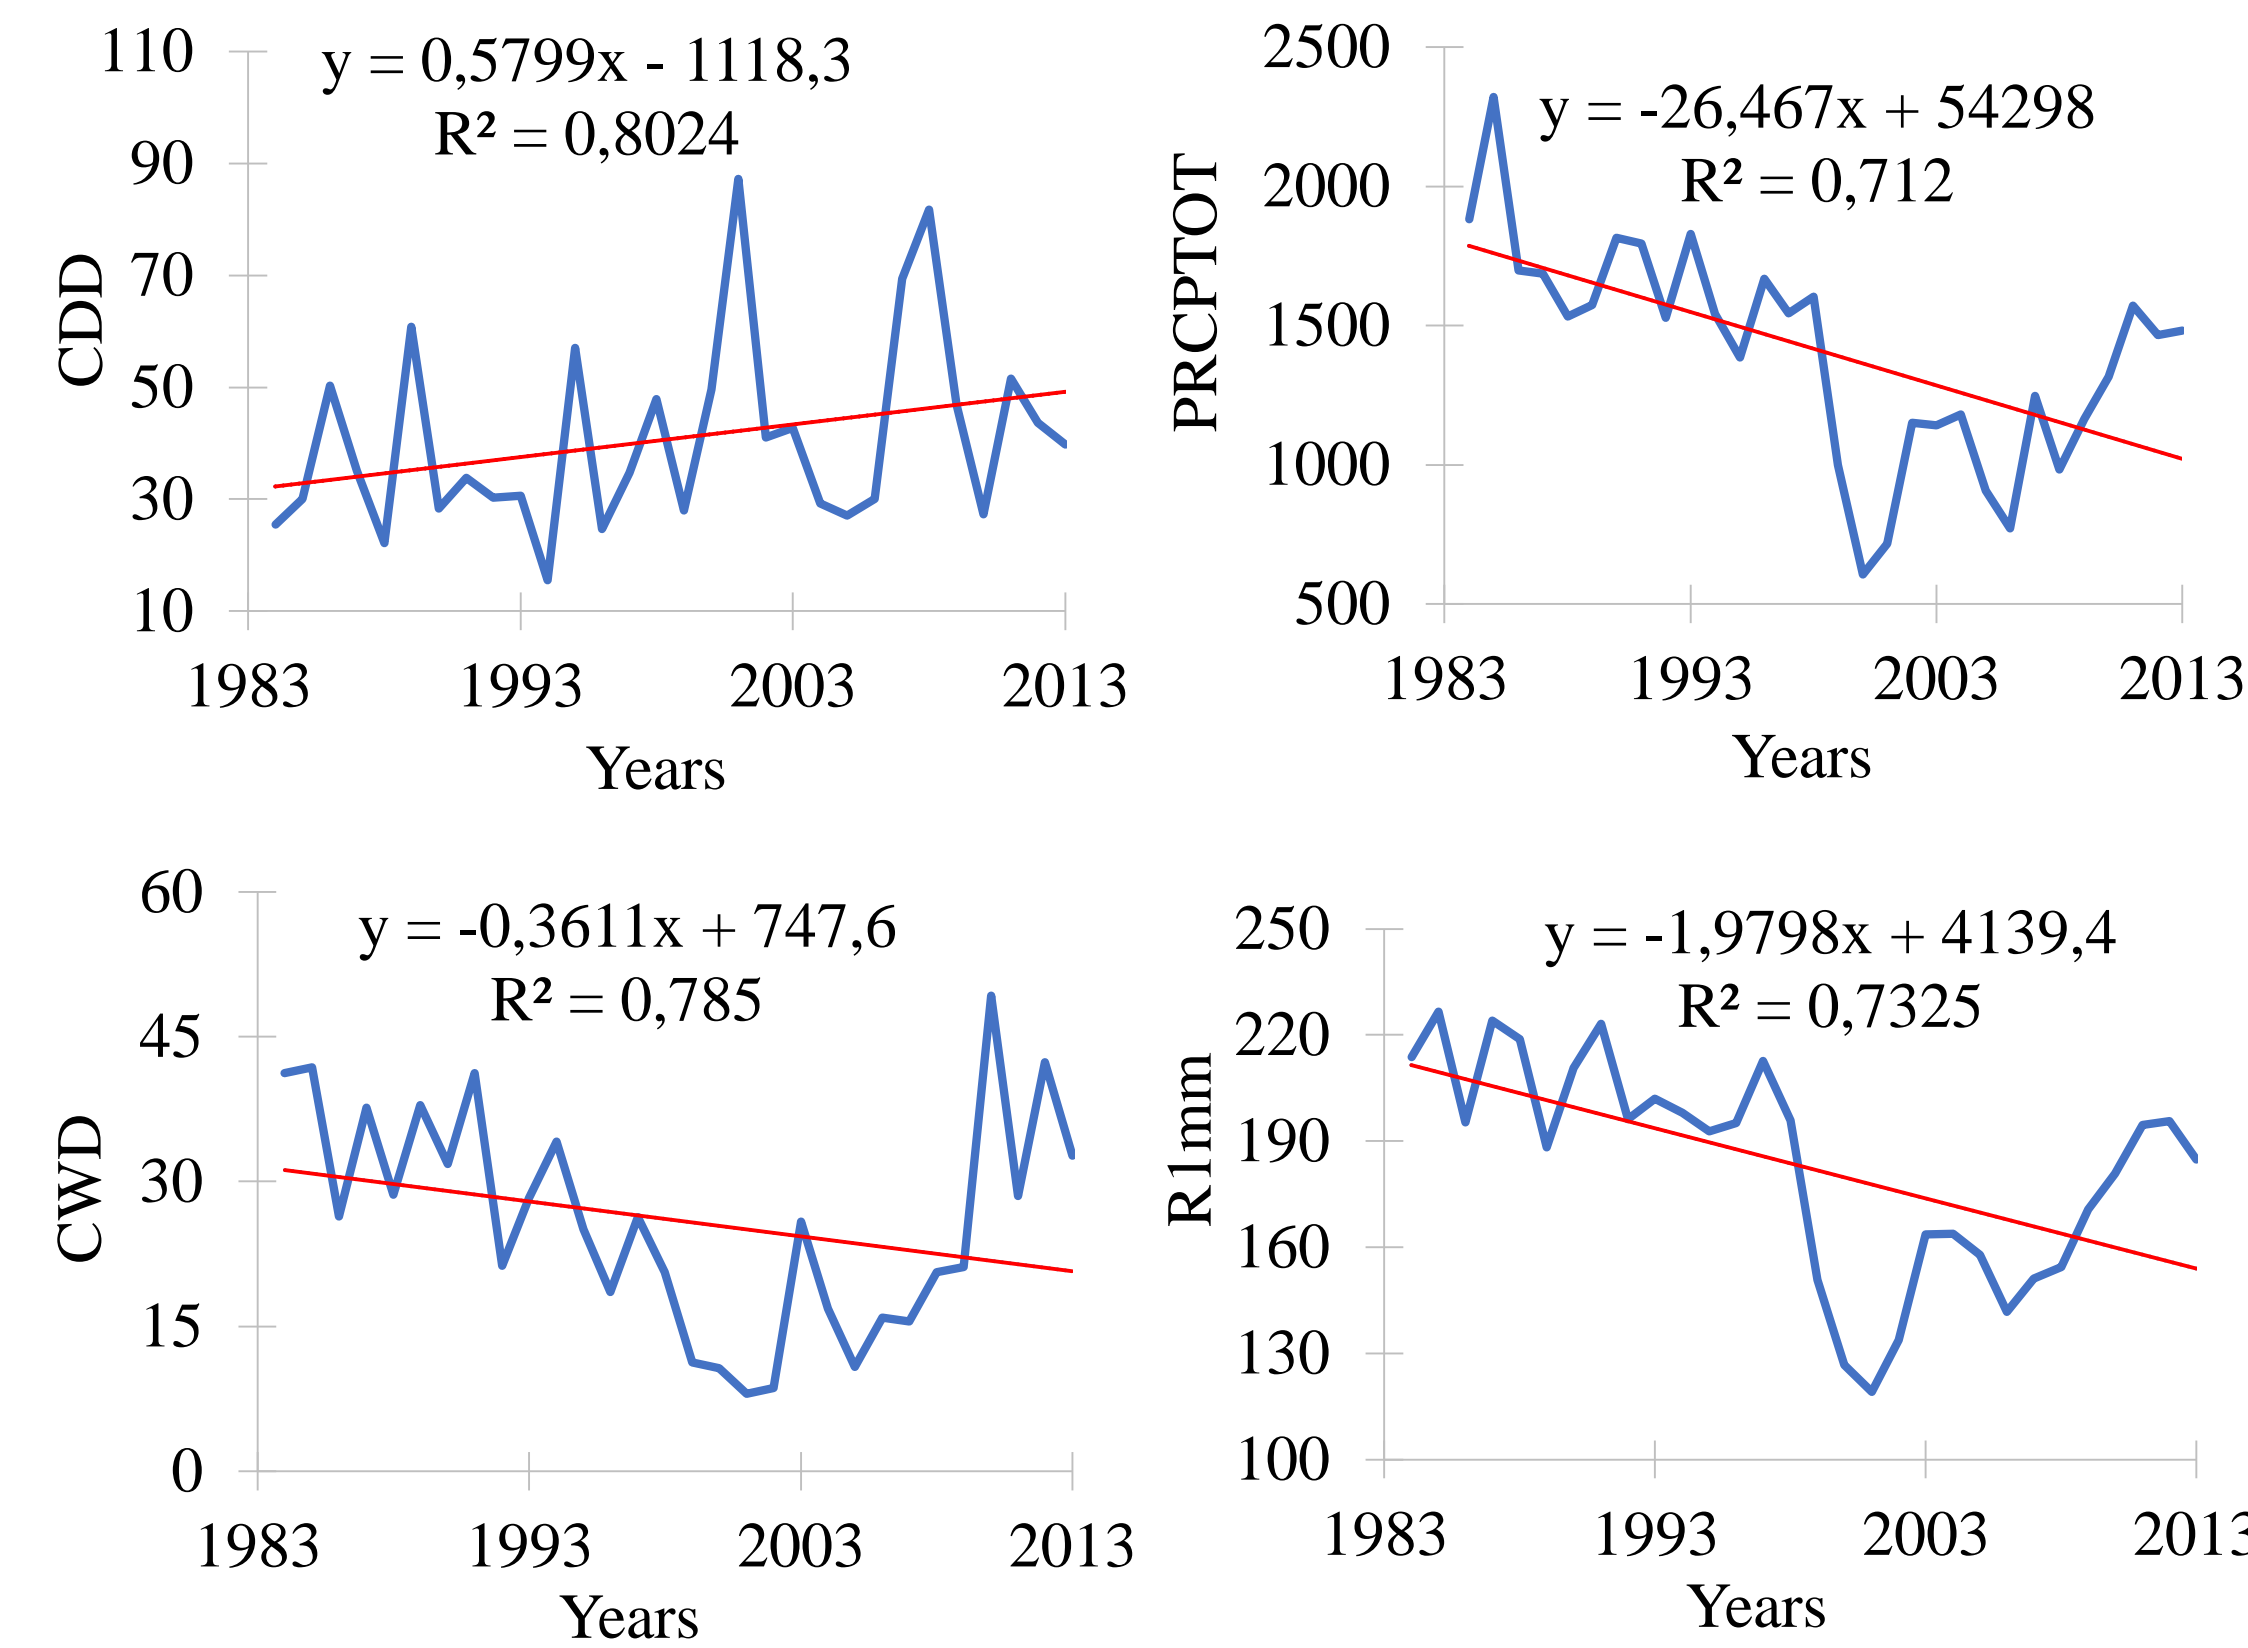 y = 0,5799x - 1118,3
R² = 0,8024
110
90
70
50
30
10
CDD
1983 1993 2003 2013
Years
y = -26,467x + 54298
R² = 0,712
2500
2000
1500
1000
500
PRCPTOT
1983 1993 2003 2013
Years
y = -0,3611x + 747,6
R² = 0,785
60
45
30
15
0
CWD
1983 1993 2003 2013
Years
y = -1,9798x + 4139,4
R² = 0,7325
250
220
190
160
130
100
R1mm
1983 1993 2003 2013
Years